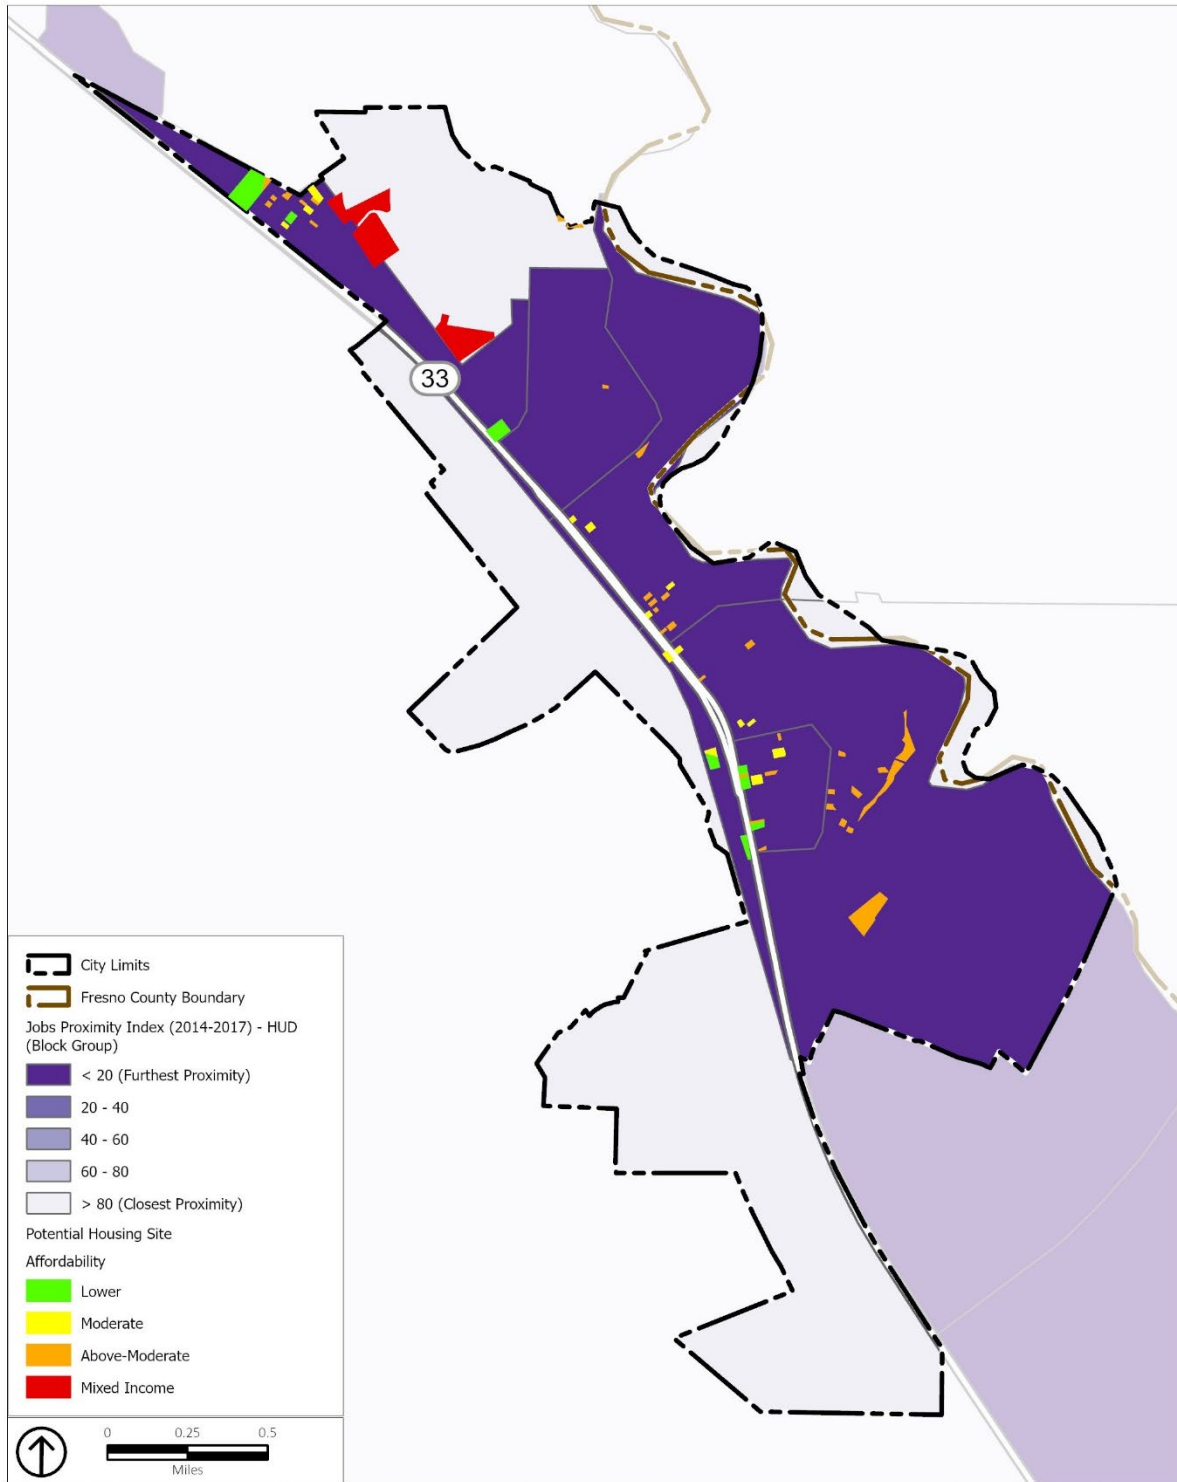 33
City Limits
Fresno County Boundary
Jobs Proximity Index (2014-2017) - HUD
(Block Group)
< 20 (Furthest Proximity)
20 - 40
40 - 60
60 - 80
> 80 (Closest Proximity)
Potential Housing Site
Affordability
Lower
Moderate
Above-Moderate
Mixed Income
0 0.25 0.5
Miles